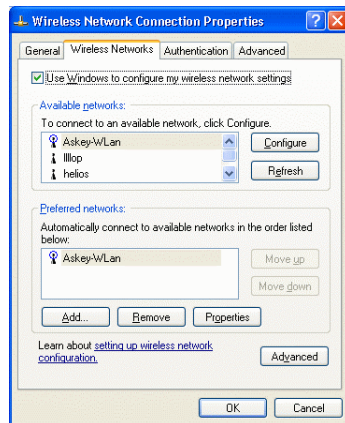 Wireless Network Connection Properties
General Wireless Networks Authentication Advanced
Use Windows to configure my wireless network settings
Available networks:
To connect to an available network, click Configure.
Askey-WLan
llllop
helios
Configure
Refresh
Preferred networks:
Automatically connect to available networks in the order listed
below:
Askey-WLan
Move up
Move down
Add... Remove Properties
Learn about setting up wireless network
configuration.
Advanced
OK Cancel